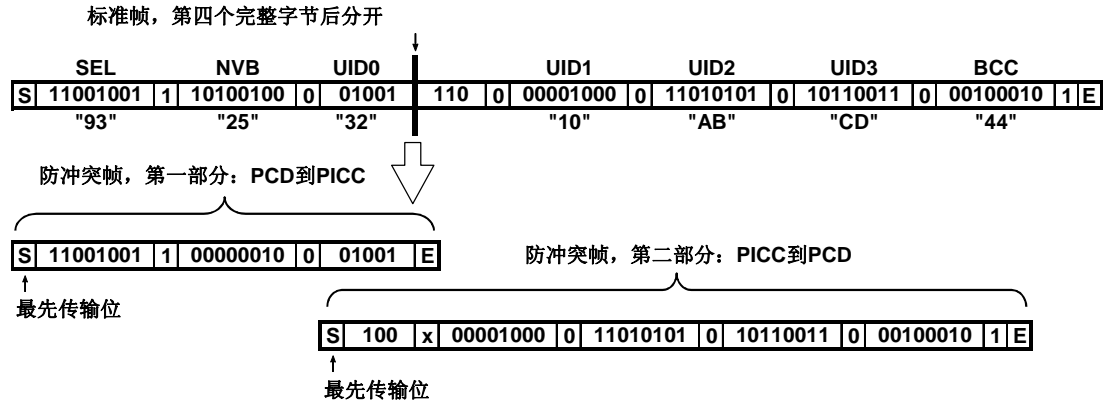 标准帧，第四个完整字节后分开
SEL NVB UID0 UID1 UID2 UID3 BCC
S 11001001 1 10100100 0 01001 110 0 00001000 0 11010101 0 10110011 0 00100010 1 E
"93" "25" "32" "10" "AB" "CD" "44"
防冲突帧，第一部分：PCD到PICC
S 11001001 1 00000010 0 01001 E
最先传输位
防冲突帧，第二部分：PICC到PCD
S 100 x 00001000 0 11010101 0 10110011 0 00100010 1 E
最先传输位